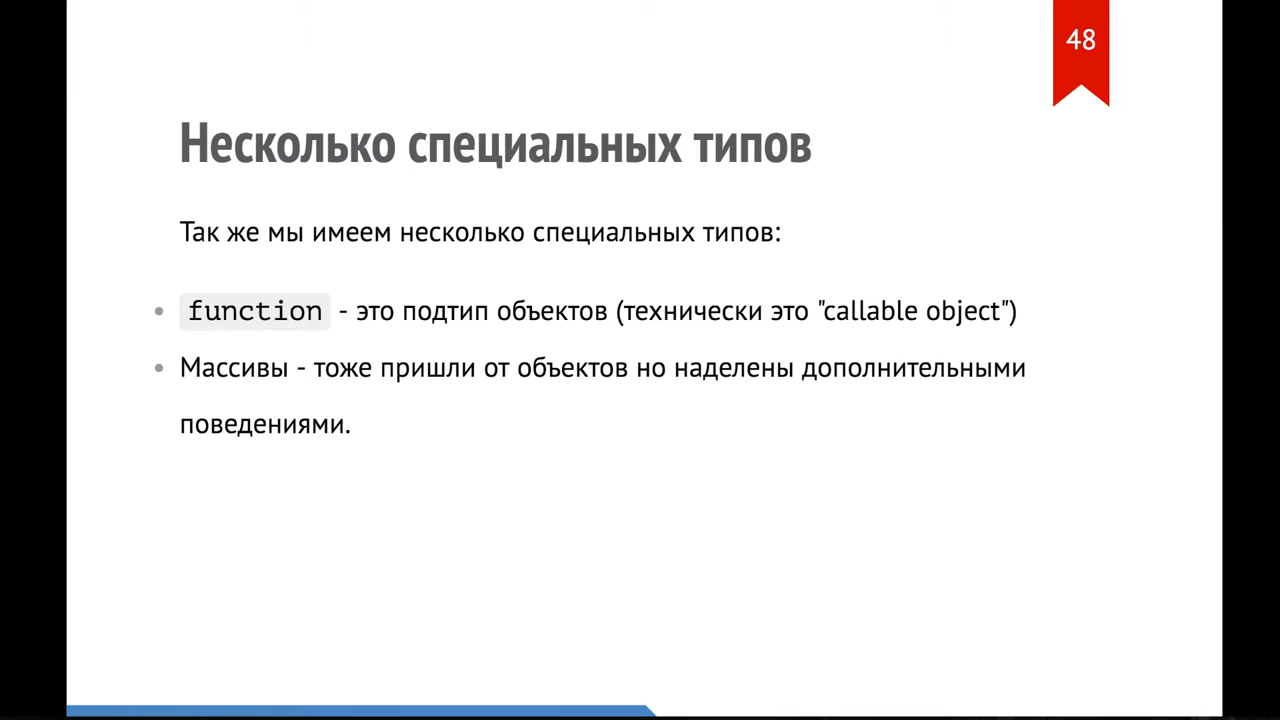 48
Несколько специальных типов
Так же мы имеем несколько специальных типов:
• function - это подтип объектов (технически это "callable object")
• Массивы - тоже пришли от объектов но наделены дополнительными
поведениями.